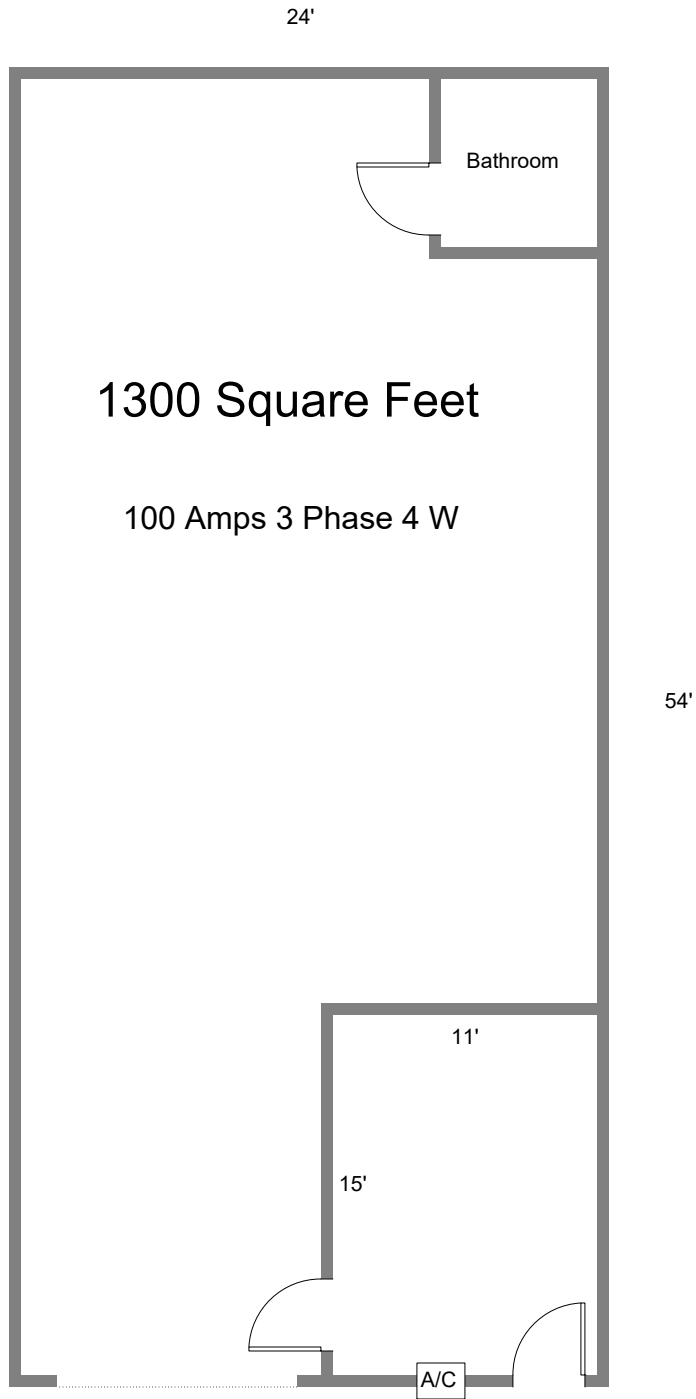 24'
Bathroom
1300 Square Feet
100 Amps 3 Phase 4 W
54'
11'
15'
A/C